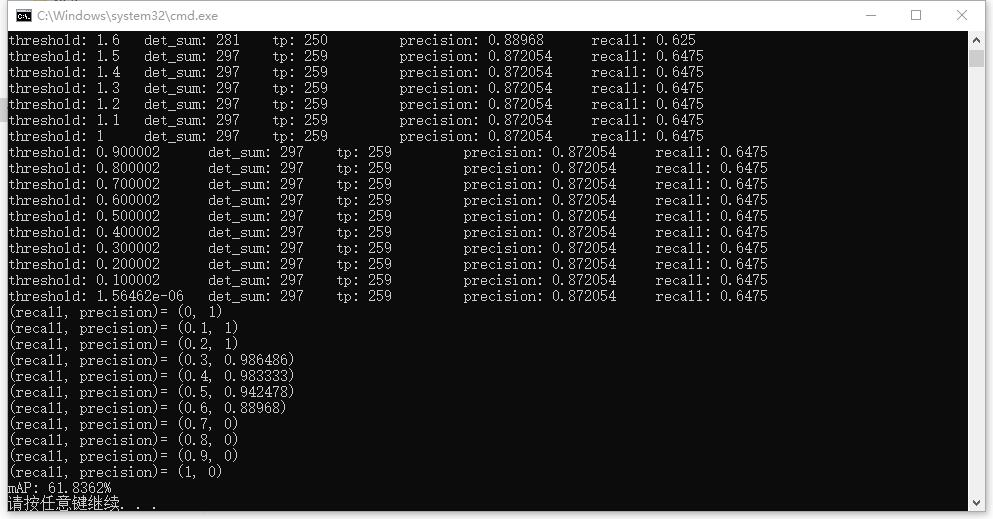 C:\Windows\system32\cmd.exe
threshold: 1.6 det_sum: 281 tp: 250 precision: 0.88968 recall: 0.625
threshold: 1.5 det_sum: 297 tp: 259 precision: 0.872054 recall: 0.6475
threshold: 1.4 det_sum: 297 tp: 259 precision: 0.872054 recall: 0.6475
threshold: 1.3 det_sum: 297 tp: 259 precision: 0.872054 recall: 0.6475
threshold: 1.2 det_sum: 297 tp: 259 precision: 0.872054 recall: 0.6475
threshold: 1.1 det_sum: 297 tp: 259 precision: 0.872054 recall: 0.6475
threshold: 1 det_sum: 297 tp: 259 precision: 0.872054 recall: 0.6475
threshold: 0.900002 det_sum: 297 tp: 259 precision: 0.872054 recall: 0.6475
threshold: 0.800002 det_sum: 297 tp: 259 precision: 0.872054 recall: 0.6475
threshold: 0.700002 det_sum: 297 tp: 259 precision: 0.872054 recall: 0.6475
threshold: 0.600002 det_sum: 297 tp: 259 precision: 0.872054 recall: 0.6475
threshold: 0.500002 det_sum: 297 tp: 259 precision: 0.872054 recall: 0.6475
threshold: 0.400002 det_sum: 297 tp: 259 precision: 0.872054 recall: 0.6475
threshold: 0.300002 det_sum: 297 tp: 259 precision: 0.872054 recall: 0.6475
threshold: 0.200002 det_sum: 297 tp: 259 precision: 0.872054 recall: 0.6475
threshold: 0.100002 det_sum: 297 tp: 259 precision: 0.872054 recall: 0.6475
threshold: 1.56462e-06 det_sum: 297 tp: 259 precision: 0.872054 recall: 0.6475
(recall, precision)= (0, 1)
(recall, precision)= (0.1, 1)
(recall, precision)= (0.2, 1)
(recall, precision)= (0.3, 0.986486)
(recall, precision)= (0.4, 0.983333)
(recall, precision)= (0.5, 0.942478)
(recall, precision)= (0.6, 0.88968)
(recall, precision)= (0.7, 0)
(recall, precision)= (0.8, 0)
(recall, precision)= (0.9, 0)
(recall, precision)= (1, 0)
mAP: 61.8362%
请按任意键继续. . .